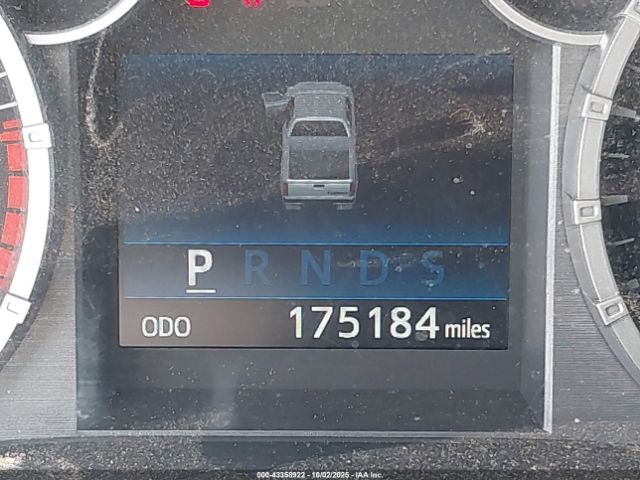 P R N D S
ODO 175184 miles
000-43358922 - 10/02/2025 - IAA Inc.